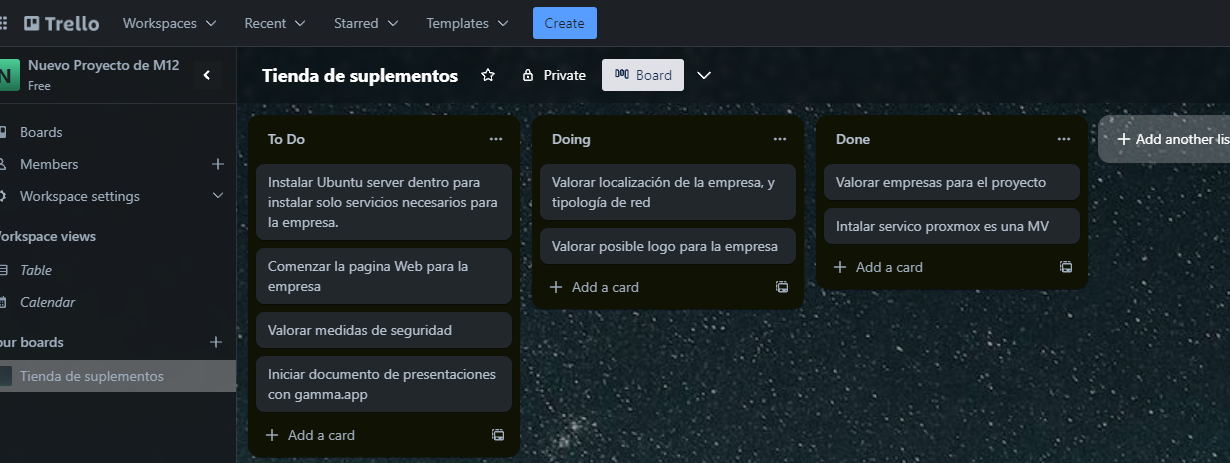 Trello
Workspaces
Recent
Starred
Templates
Create
N
Nuevo Proyecto de M12
Free
Tienda de suplementos
Private
Board
Boards
Members
Workspace settings
Workspace views
Table
Calendar
Your boards
Tienda de suplementos
To Do
Instalar Ubuntu server dentro para
instalar solo servicios necesarios para
la empresa.
Comenzar la pagina Web para la
empresa
Valorar medidas de seguridad
Iniciar documento de presentaciones
con gamma.app
Add a card
Doing
Valorar localización de la empresa, y
tipología de red
Valorar posible logo para la empresa
Add a card
Done
Valorar empresas para el proyecto
Intalar servico proxmox es una MV
Add a card
Add another lis